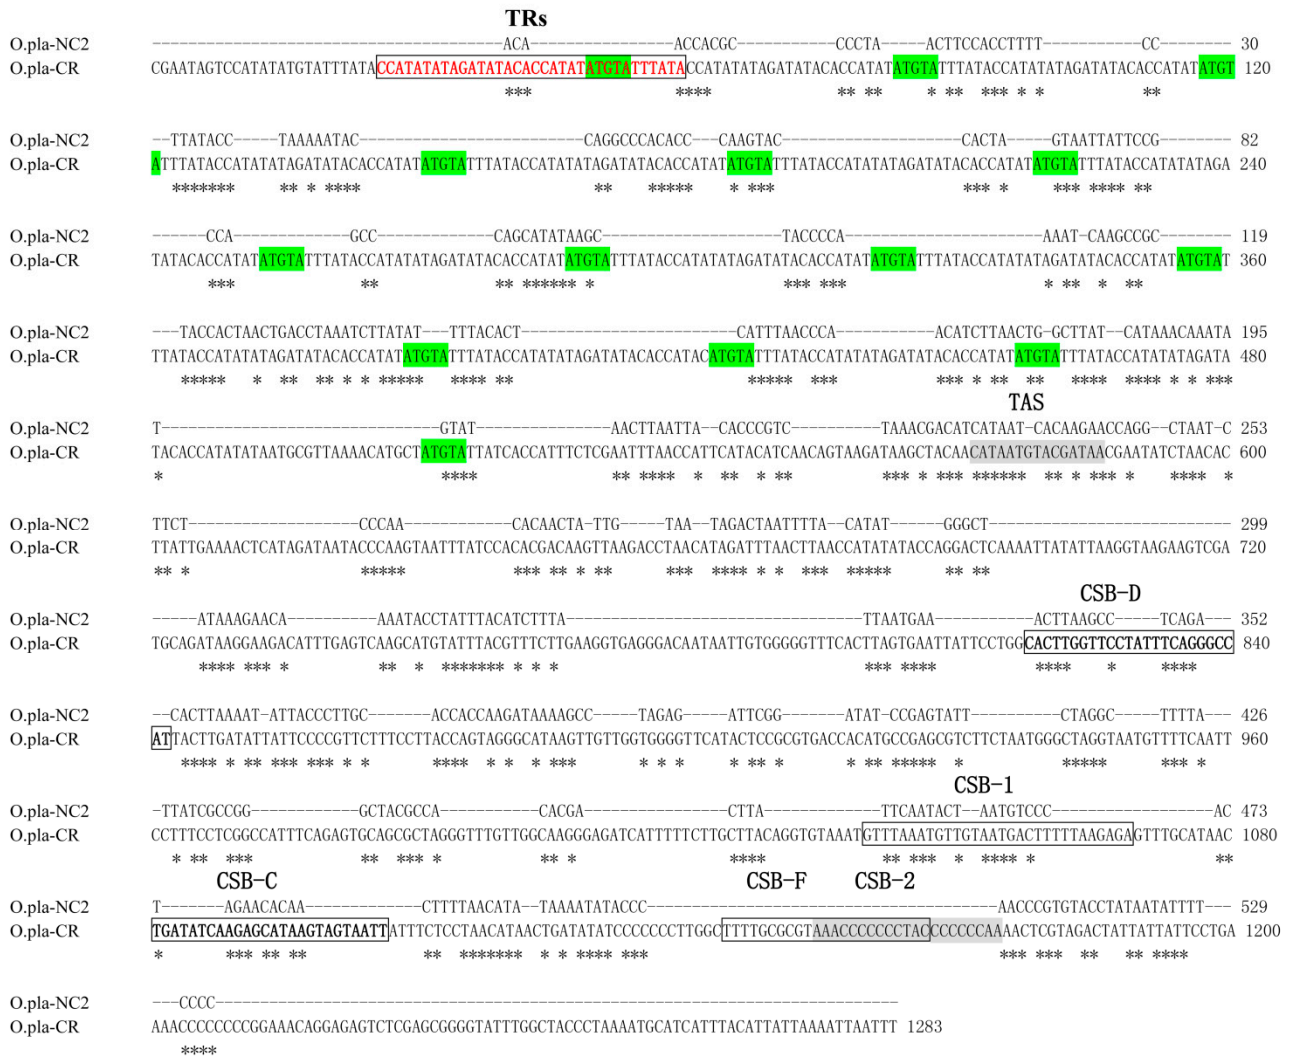 TRs
O.pla-NC2 ---------------------------------------ACA----------------ACCACGC-----------CCCTA-----ACTTCCACCTTTT-----------CC-------- 30
O.pla-CR CGAATAGTCCATATATGTATTTATACCATATATAGATATACACCATATATGTATTTATACCATATATAGATATACACCATATATGTATTTATACCATATATAGATATACACCATATATGT 120
*** **** ** ** * ** *** * * **
O.pla-NC2 --TTATACC-----TAAAAATAC-------------------------CAGGCCCACACC---CAAGTAC--------------------CACTA-----GTAATTATTCCG-------- 82
O.pla-CR ATTTATACCATATATAGATATACACCATATATGTATTTATACCATATATAGATATACACCATATATGTATTTATACCATATATAGATATACACCATATATGTATTTATACCATATATAGA 240
******* ** * **** ** ***** * *** *** * *** **** **
O.pla-NC2 ------CCA-------------GCC-------------CAGCATATAAGC--------------------TACCCCA----------------------AAAT-CAAGCCGC-------- 119
O.pla-CR TATACACCATATATGTATTTATACCATATATAGATATACACCATATATGTATTTATACCATATATAGATATACACCATATATGTATTTATACCATATATAGATATACACCATATATGTAT 360
*** ** ** ****** * *** *** * ** * **
O.pla-NC2 ---TACCACTAACTGACCTAAATCTTATAT---TTTACACT------------------------CATTTAACCCA-----------ACATCTTAACTG-GCTTAT--CATAAACAAATA 195
O.pla-CR TTATACCATATATAGATATACACCATATATGTATTTATACCATATATAGATATACACCATACATGTATTTATACCATATATAGATATACACCATATATGTATTTATACCATATATAGATA 480
***** * ** ** * * ***** **** ** ***** *** *** * ** ** **** **** * * ***
TAS
O.pla-NC2 T-------------------------------GTAT---------------AACTTAATTA--CACCCGTC----------TAAACGACATCATAAT-CACAAGAACCAGG--CTAAT-C 253
O.pla-CR TACACCATATATAATGCGTTAAAACATGCTATGTATTATCACCATTTCTCGAATTTAACCATTCATACATCAACAGTAAGATAAGCTACAACATAATGTACGATAACGAATATCTAACAC 600
* **** ** **** * ** * ** *** * *** ****** ** * *** * **** *
O.pla-NC2 TTCT-------------------CCCAA------------CACAACTA-TTG-----TAA--TAGACTAATTTTA--CATAT------GGGCT--------------------------- 299
O.pla-CR TTATTGAAAACTCATAGATAATACCCAAGTAATTTATCCACACGACAAGTTAAGACCTAACATAGATTTAACTTAACCATATATACCAGGACTCAAAATTATATTAAGGTAAGAAGTCGA 720
** * ***** *** ** * ** *** **** * * *** ***** ** **
CSB-D
O.pla-NC2 -----ATAAAGAACA----------AAATACCTATTTACATCTTTA---------------------------------TTAATGAA-----------ACTTAAGCC-----TCAGA--- 352
O.pla-CR TGCAGATAAGGAAGACATTTGAGTCAAGCATGTATTTACGTTTCTTGAAGGTGAGGGACAATAATTGTGGGGGTTTCACTTAGTGAATTATTCCTGGCACTTGGTTCCTATTTCAGGGCC 840
**** *** * ** * ******* * * *** **** **** * ****
O.pla-NC2 --CACTTAAAAT-ATTACCCTTGC-------ACCACCAAGATAAAAGCC-----TAGAG-----ATTCGG-------ATAT-CCGAGTATT----------CTAGGC-----TTTTA--- 426
O.pla-CR ATTACTTGATATTATTCCCCGTTCTTTCCTTACCAGTAGGGCATAAGTTGTTGGTGGGGTTCATACTCCGCGTGACCACATGCCGAGCGTCTTCTAATGGGCTAGGTAATGTTTTCAATT 960
**** * ** *** *** * * **** * * * *** * * * * ** * * ** ***** * ***** *** *
CSB-1
O.pla-NC2 -TTATCGCCGG------------GCTACGCCA-----------CACGA----------------CTTA-------------TTCAATACT--AATGTCCC------------------AC 473
O.pla-CR CCTTTCCTCGGCCATTTCAGAGTGCAGCGCTAGGGTTTGTTGGCAAGGGAGATCATTTTTCTTGCTTACAGGTGTAAATGTTTAAATGTTGTAATGACTTTTTAAGAGAGTTTGCATAAC 1080
* ** *** ** *** * ** * **** ** *** * **** * **
CSB-C CSB-F CSB-2
O.pla-NC2 T-------AGAACACAA-------------CTTTTAACATA--TAAAATATACCC---------------------------------------AACCCGTGTACCTATAATATTTT--- 529
O.pla-CR TGATATCAAGAGCATAAGTAGTAATTATTTCTCCTAACATAACTGATATATCCCCCCCTTGGCTTTTGCGCGTAAACCCCCCCTACCCCCCCAAAACTCGTAGACTATTATTATTCCTGA 1200
* *** ** ** ** ******* * **** *** *** *** ** ** ****
O.pla-NC2 ---CCCC---------------------------------------------------------------------------- 
O.pla-CR AAACCCCCCCCGGAAACAGGAGAGTCTCGAGCGGGGTATTTGGCTACCCTAAAATGCATCATTTACATTATTAAAATTAATTT 1283
****